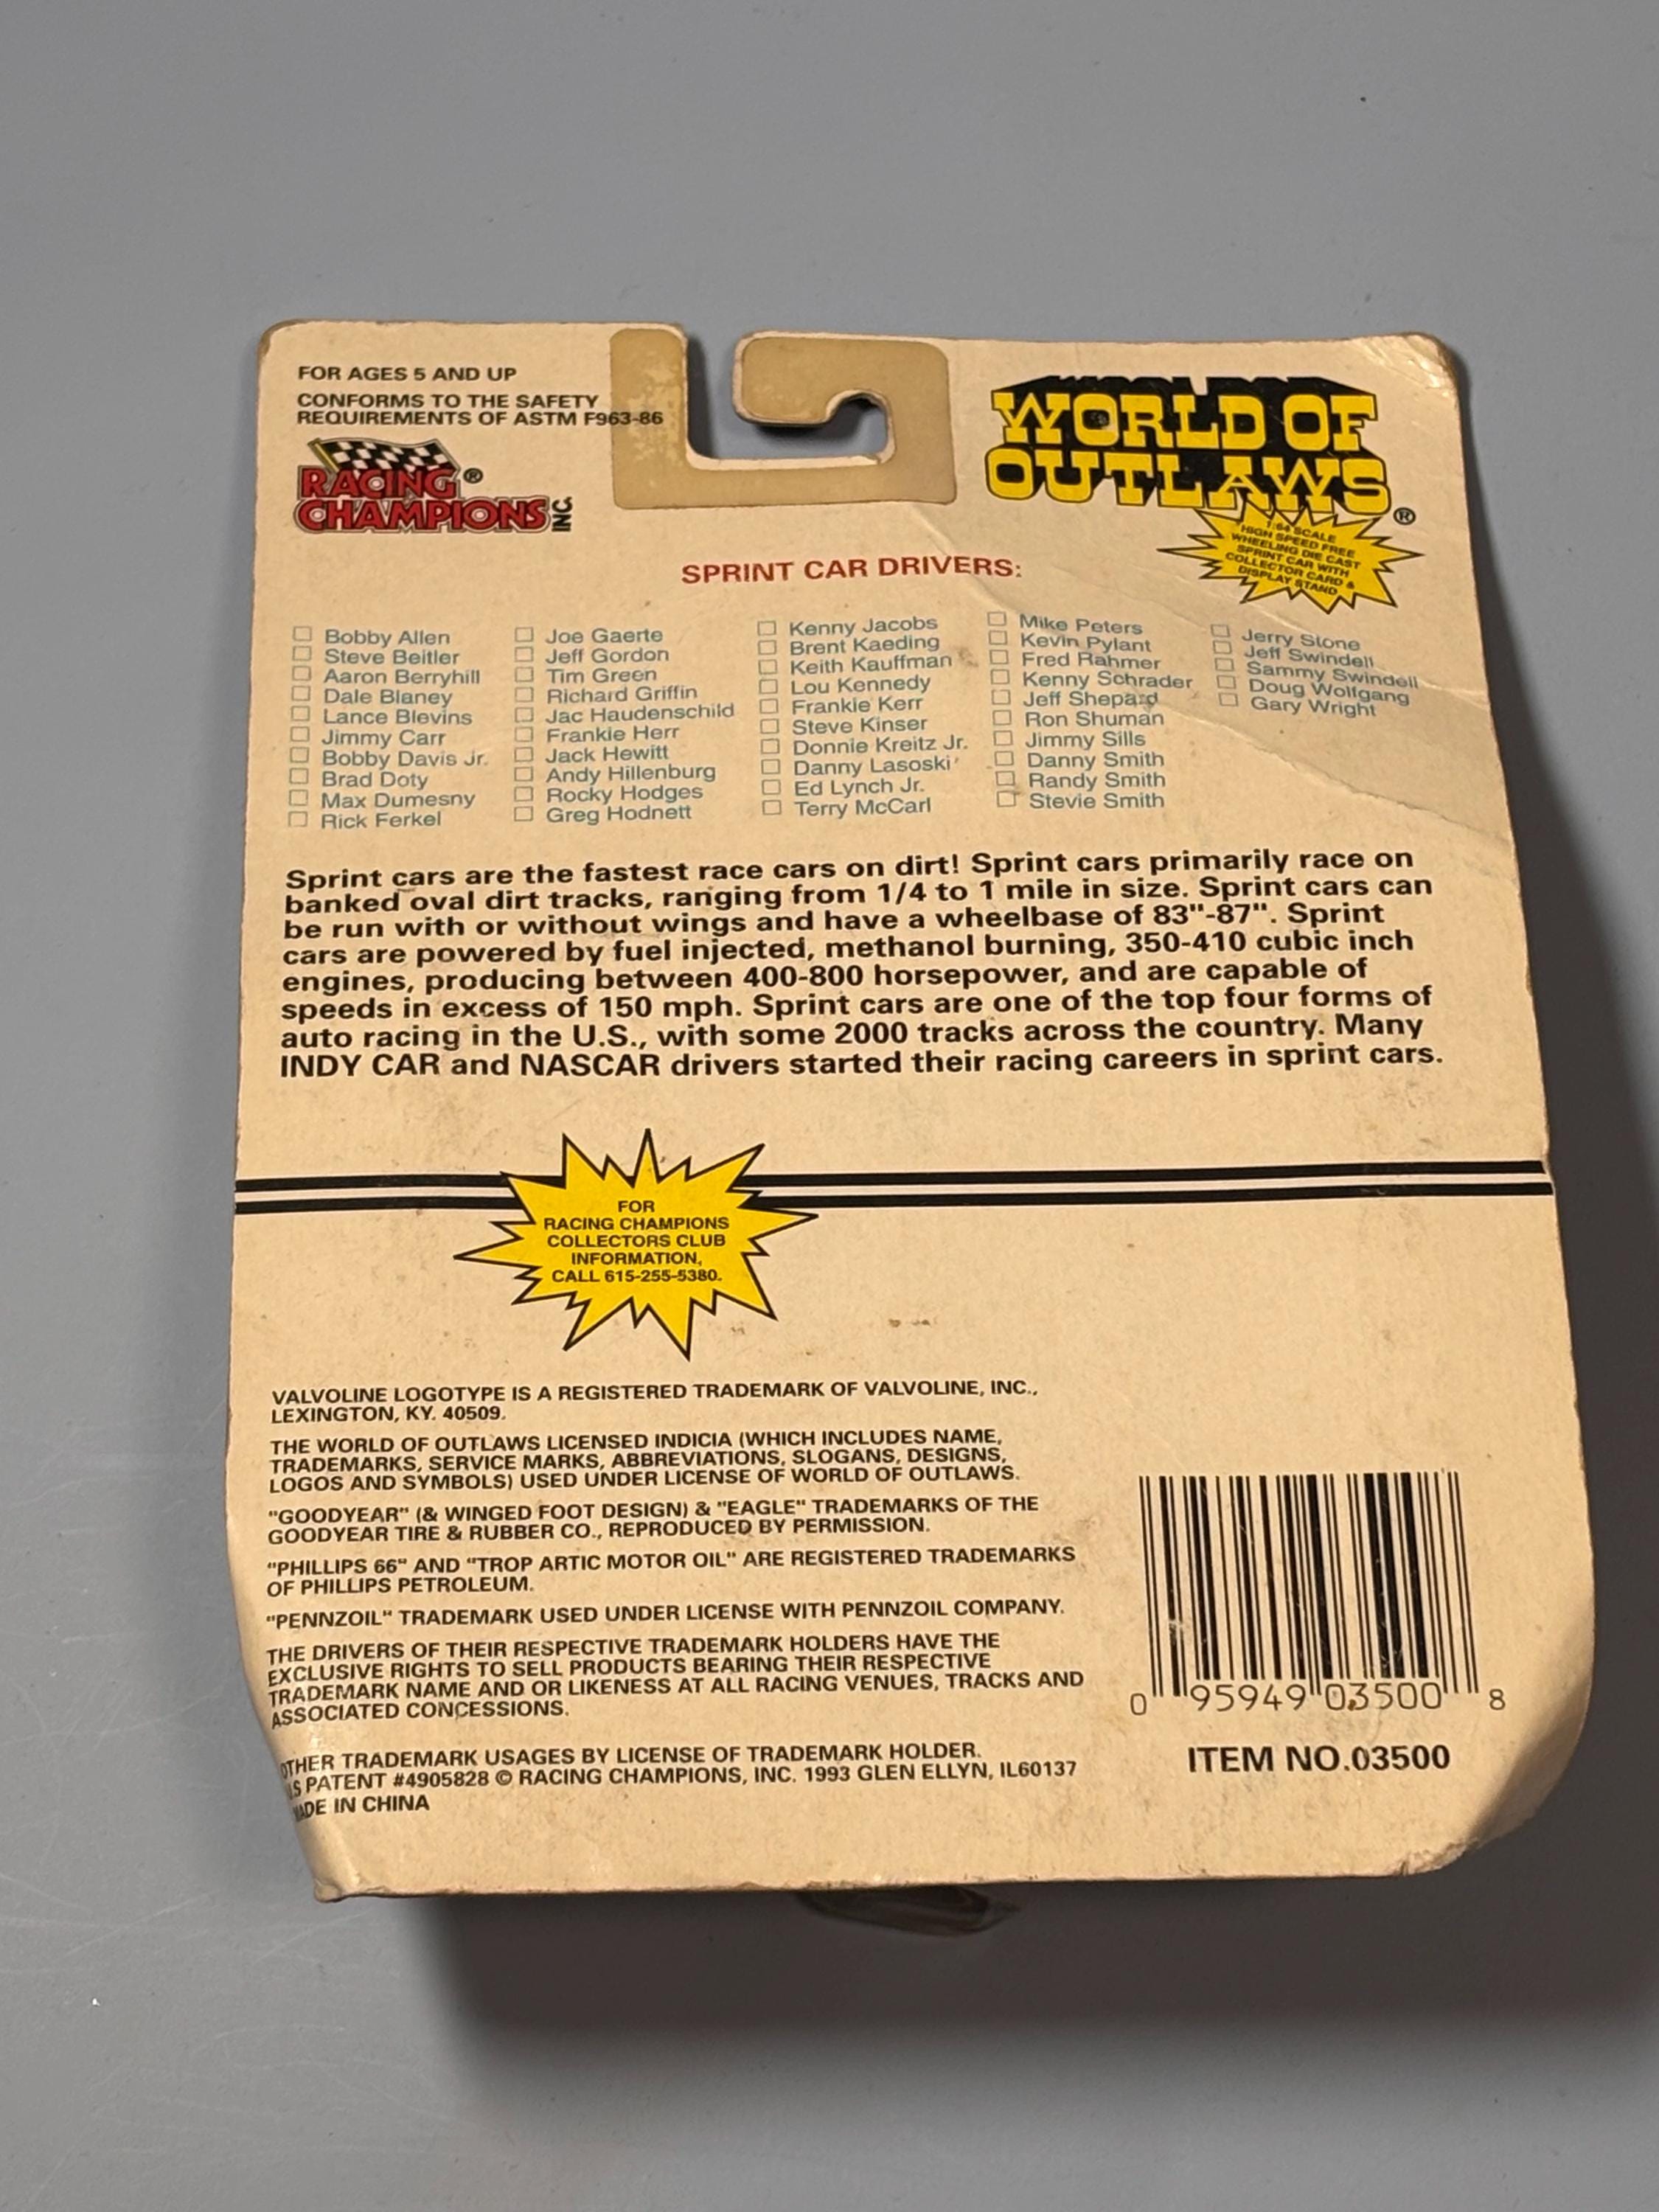 FOR AGES 5 AND UP
CONFORMS TO THE SAFETY
REQUIREMENTS OF ASTM F963-86
RACING ®
CHAMPIONS INC.
WORLD OF
OUTLAWS ®
1:64 SCALE
HIGH SPEED FREE
WHEELING DIE CAST
SPRINT CAR WITH
COLLECTOR CARD &
DISPLAY STAND
SPRINT CAR DRIVERS:
Bobby Allen
Steve Beitler
Aaron Berryhill
Dale Blaney
Lance Blevins
Jimmy Carr
Bobby Davis Jr.
Brad Doty
Max Dumesny
Rick Ferkel
Joe Gaerte
Jeff Gordon
Tim Green
Richard Griffin
Jac Haudenschild
Frankie Herr
Jack Hewitt
Andy Hillenburg
Rocky Hodges
Greg Hodnett
Kenny Jacobs
Brent Kaeding
Keith Kauffman
Lou Kennedy
Frankie Kerr
Steve Kinser
Donnie Kreitz Jr.
Danny Lasoski
Ed Lynch Jr.
Terry McCarl
Mike Peters
Kevin Pylant
Fred Rahmer
Kenny Schrader
Jeff Shepard
Ron Shuman
Jimmy Sills
Danny Smith
Randy Smith
Stevie Smith
Jerry Stone
Jeff Swindell
Sammy Swindell
Doug Wolfgang
Gary Wright
Sprint cars are the fastest race cars on dirt! Sprint cars primarily race on
banked oval dirt tracks, ranging from 1/4 to 1 mile in size. Sprint cars can
be run with or without wings and have a wheelbase of 83"-87". Sprint
cars are powered by fuel injected, methanol burning, 350-410 cubic inch
engines, producing between 400-800 horsepower, and are capable of
speeds in excess of 150 mph. Sprint cars are one of the top four forms of
auto racing in the U.S., with some 2000 tracks across the country. Many
INDY CAR and NASCAR drivers started their racing careers in sprint cars.
FOR
RACING CHAMPIONS
COLLECTORS CLUB
INFORMATION,
CALL 615-255-5380.
VALVOLINE LOGOTYPE IS A REGISTERED TRADEMARK OF VALVOLINE, INC.,
LEXINGTON, KY. 40509.
THE WORLD OF OUTLAWS LICENSED INDICIA (WHICH INCLUDES NAME,
TRADEMARKS, SERVICE MARKS, ABBREVIATIONS, SLOGANS, DESIGNS,
LOGOS AND SYMBOLS) USED UNDER LICENSE OF WORLD OF OUTLAWS.
"GOODYEAR" (& WINGED FOOT DESIGN) & "EAGLE" TRADEMARKS OF THE
GOODYEAR TIRE & RUBBER CO., REPRODUCED BY PERMISSION.
"PHILLIPS 66" AND "TROP ARTIC MOTOR OIL" ARE REGISTERED TRADEMARKS
OF PHILLIPS PETROLEUM.
"PENNZOIL" TRADEMARK USED UNDER LICENSE WITH PENNZOIL COMPANY.
THE DRIVERS OF THEIR RESPECTIVE TRADEMARK HOLDERS HAVE THE
EXCLUSIVE RIGHTS TO SELL PRODUCTS BEARING THEIR RESPECTIVE
TRADEMARK NAME AND OR LIKENESS AT ALL RACING VENUES, TRACKS AND
ASSOCIATED CONCESSIONS.
OTHER TRADEMARK USAGES BY LICENSE OF TRADEMARK HOLDER.
U.S PATENT #4905828 © RACING CHAMPIONS, INC. 1993 GLEN ELLYN, IL60137
MADE IN CHINA
0 95949 03500 8
ITEM NO.03500